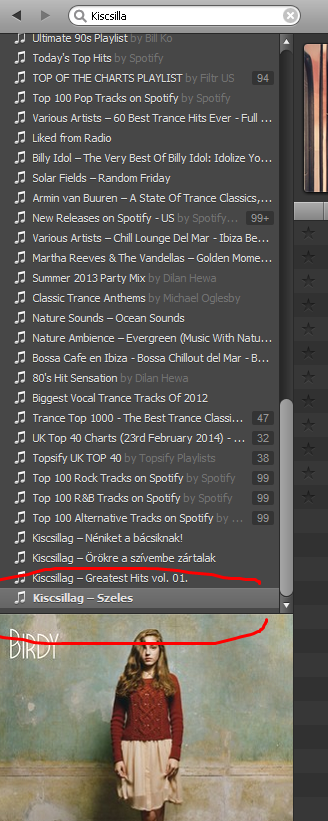 Kiscsilla
Ultimate 90s Playlist by Bill Ko
Today's Top Hits by Spotify
TOP OF THE CHARTS PLAYLIST by Filtr US 94
Top 100 Pop Tracks on Spotify by Spotify
Various Artists – 60 Best Trance Hits Ever - Full ...
Liked from Radio
Billy Idol – The Very Best Of Billy Idol: Idolize Yo...
Solar Fields – Random Friday
Armin van Buuren – A State Of Trance Classics,...
New Releases on Spotify - US by Spotify... 99+
Various Artists – Chill Lounge Del Mar - Ibiza Be...
Martha Reeves & The Vandellas – Golden Mome...
Summer 2013 Party Mix by Dilan Hewa
Classic Trance Anthems by Michael Oglesby
Nature Sounds – Ocean Sounds
Nature Ambience – Evergreen (Music With Natu...
Bossa Cafe en Ibiza - Bossa Chillout del Mar - B...
80's Hit Sensation by Dilan Hewa
Biggest Vocal Trance Tracks Of 2012
Trance Top 1000 - The Best Trance Classi... 47
UK Top 40 Charts (23rd February 2014) - ... 32
Topsify UK TOP 40 by Topsify Playlists 38
Top 100 Rock Tracks on Spotify by Spotify 99
Top 100 R&B Tracks on Spotify by Spotify 99
Top 100 Alternative Tracks on Spotify by ... 99
Kiscsillag – Néniket a bácsiknak!
Kiscsillag – Örökre a szívembe zártalak
Kiscsillag – Greatest Hits vol. 01.
Kiscsillag – Szeles
BIRDY